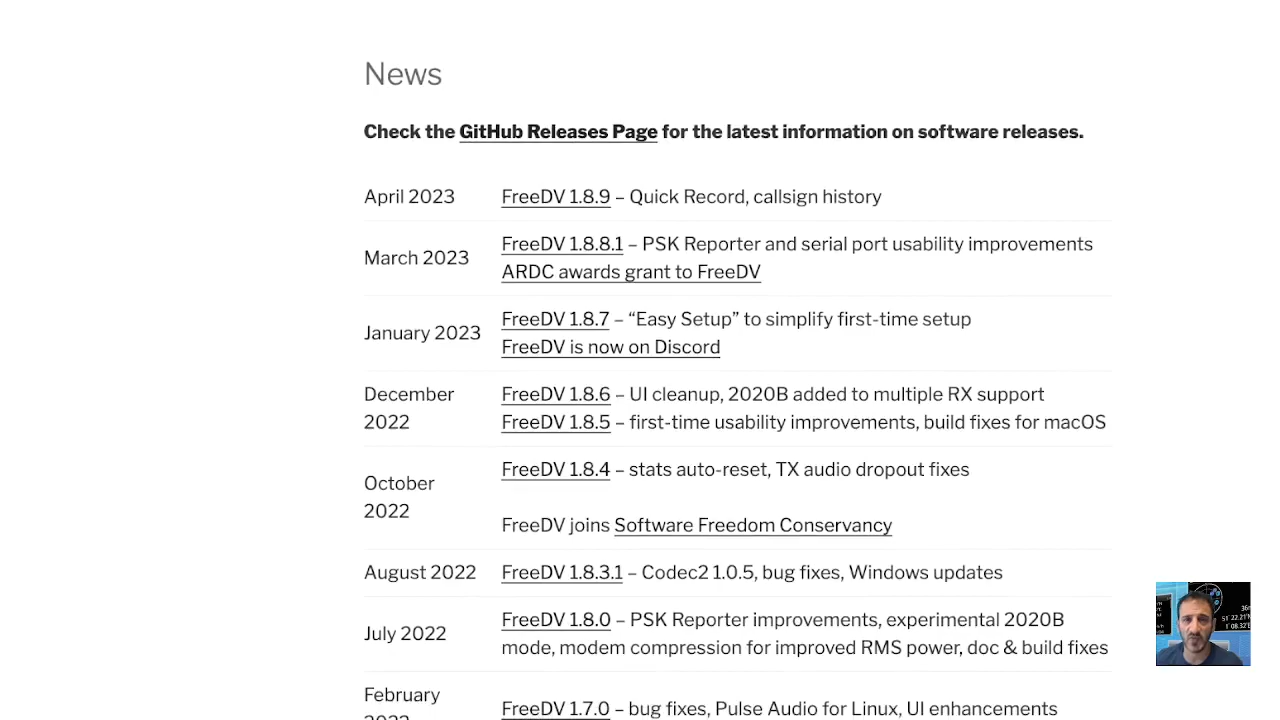 News
Check the GitHub Releases Page for the latest information on software releases.
April 2023 FreeDV 1.8.9 – Quick Record, callsign history
March 2023 FreeDV 1.8.8.1 – PSK Reporter and serial port usability improvements
ARDC awards grant to FreeDV
January 2023 FreeDV 1.8.7 – “Easy Setup” to simplify first-time setup
FreeDV is now on Discord
December
2022
FreeDV 1.8.6 – UI cleanup, 2020B added to multiple RX support
FreeDV 1.8.5 – first-time usability improvements, build fixes for macOS
October
2022
FreeDV 1.8.4 – stats auto-reset, TX audio dropout fixes
FreeDV joins Software Freedom Conservancy
August 2022 FreeDV 1.8.3.1 – Codec2 1.0.5, bug fixes, Windows updates
July 2022 FreeDV 1.8.0 – PSK Reporter improvements, experimental 2020B
mode, modem compression for improved RMS power, doc & build fixes
February
2022
FreeDV 1.7.0 – bug fixes, Pulse Audio for Linux, UI enhancements